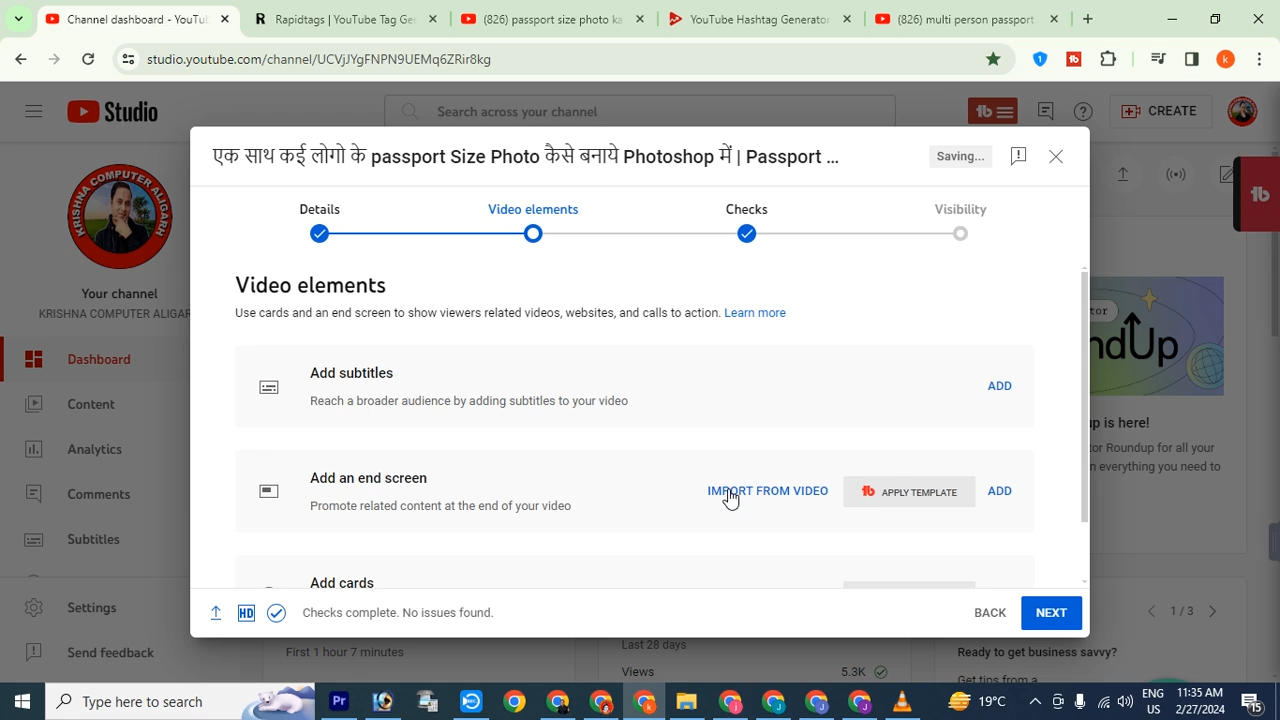 Channel dashboard - YouTu
Rapidtags | YouTube Tag Ge
(826) passport size photo ka
YouTube Hashtag Generator
(826) multi person passport
studio.youtube.com/channel/UCVjJYgFNPN9UEMq6ZRir8kg
Studio
Search across your channel
CREATE
एक साथ कई लोगो के passport Size Photo कैसे बनाये Photoshop में | Passport ...
Saving...
Details
Video elements
Checks
Visibility
KRISHNA COMPUTER ALIGARH
Your channel
KRISHNA COMPUTER ALIGAR
Dashboard
Content
Analytics
Comments
Subtitles
Settings
Send feedback
Video elements
Use cards and an end screen to show viewers related videos, websites, and calls to action. Learn more
Add subtitles
Reach a broader audience by adding subtitles to your video
ADD
Add an end screen
Promote related content at the end of your video
IMPORT FROM VIDEO
APPLY TEMPLATE
ADD
Add cards
HD
Checks complete. No issues found.
BACK
NEXT
tor
ndUp
up is here!
tor Roundup for all your
n everything you need to
1 / 3
First 1 hour 7 minutes
Last 28 days
Views
5.3K
Ready to get business savvy?
Get tips from a
Type here to search
19°C
ENG
US
11:35 AM
2/27/2024
15